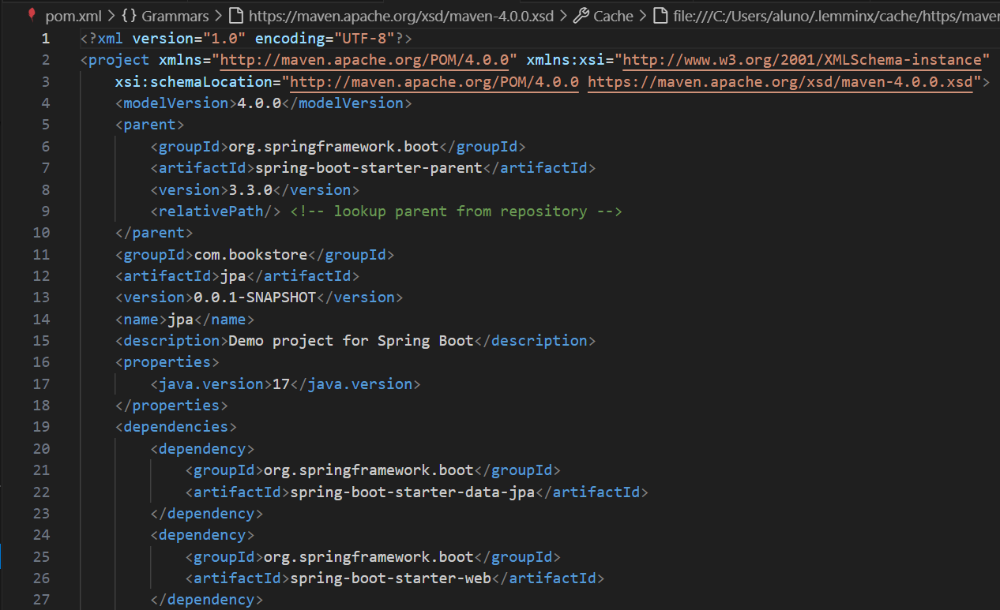 pom.xml > {} Grammars > https://maven.apache.org/xsd/maven-4.0.0.xsd > Cache > file:///C:/Users/aluno/.lemminx/cache/https/maven
1 <?xml version="1.0" encoding="UTF-8"?>
2 <project xmlns="http://maven.apache.org/POM/4.0.0" xmlns:xsi="http://www.w3.org/2001/XMLSchema-instance"
3     xsi:schemaLocation="http://maven.apache.org/POM/4.0.0 https://maven.apache.org/xsd/maven-4.0.0.xsd">
4     <modelVersion>4.0.0</modelVersion>
5     <parent>
6         <groupId>org.springframework.boot</groupId>
7         <artifactId>spring-boot-starter-parent</artifactId>
8         <version>3.3.0</version>
9         <relativePath/> <!-- lookup parent from repository -->
10     </parent>
11     <groupId>com.bookstore</groupId>
12     <artifactId>jpa</artifactId>
13     <version>0.0.1-SNAPSHOT</version>
14     <name>jpa</name>
15     <description>Demo project for Spring Boot</description>
16     <properties>
17         <java.version>17</java.version>
18     </properties>
19     <dependencies>
20         <dependency>
21             <groupId>org.springframework.boot</groupId>
22             <artifactId>spring-boot-starter-data-jpa</artifactId>
23         </dependency>
24         <dependency>
25             <groupId>org.springframework.boot</groupId>
26             <artifactId>spring-boot-starter-web</artifactId>
27         </dependency>